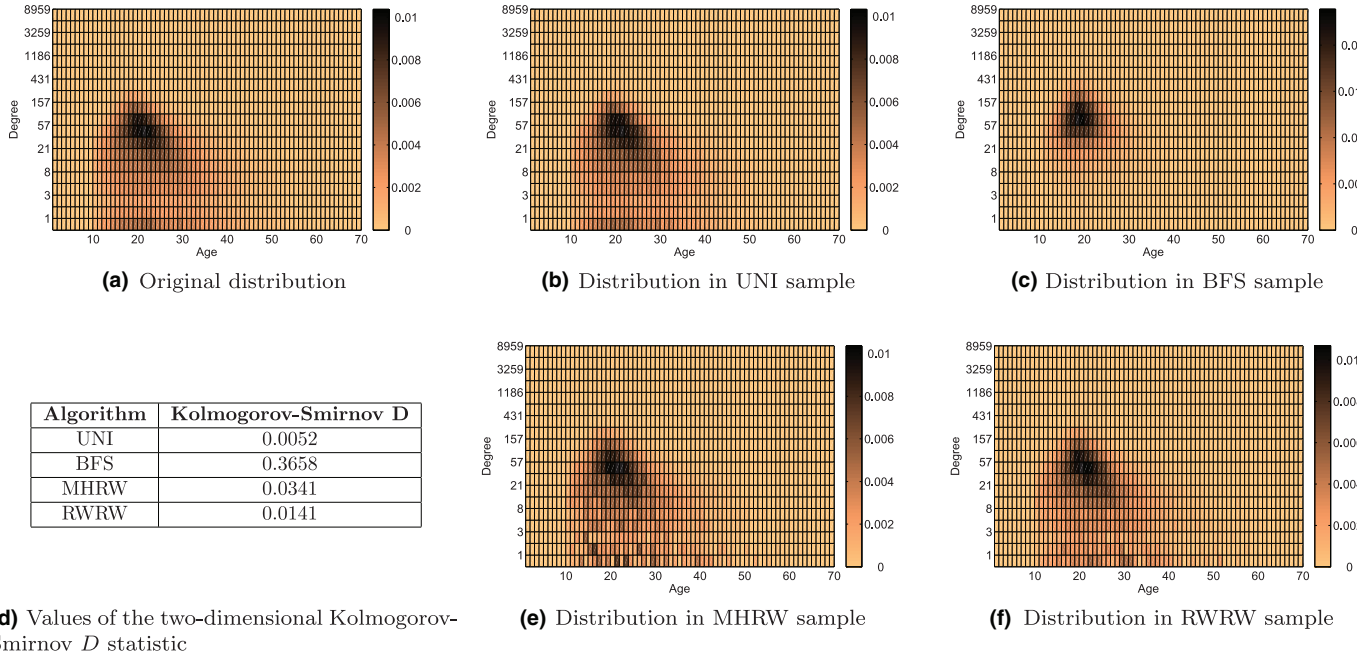 8959
3259
1186
431
157
57
21
8
3
1
Degree
10 20 30 40 50 60 70
Age
0.01
0.008
0.006
0.004
0.002
0
(a) Original distribution
8959
3259
1186
431
157
57
21
8
3
1
Degree
10 20 30 40 50 60 70
Age
0.01
0.008
0.006
0.004
0.002
0
(b) Distribution in UNI sample
8959
3259
1186
431
157
57
21
8
3
1
Degree
10 20 30 40 50 60 70
Age
0
(c) Distribution in BFS sample
Algorithm Kolmogorov-Smirnov D
UNI 0.0052
BFS 0.3658
MHRW 0.0341
RWRW 0.0141
d) Values of the two-dimensional Kolmogorov-
Smirnov D statistic
8959
3259
1186
431
157
57
21
8
3
1
Degree
10 20 30 40 50 60 70
Age
0.01
0.008
0.006
0.004
0.002
0
(e) Distribution in MHRW sample
8959
3259
1186
431
157
57
21
8
3
1
Degree
10 20 30 40 50 60 70
Age
0.01
0
(f) Distribution in RWRW sample